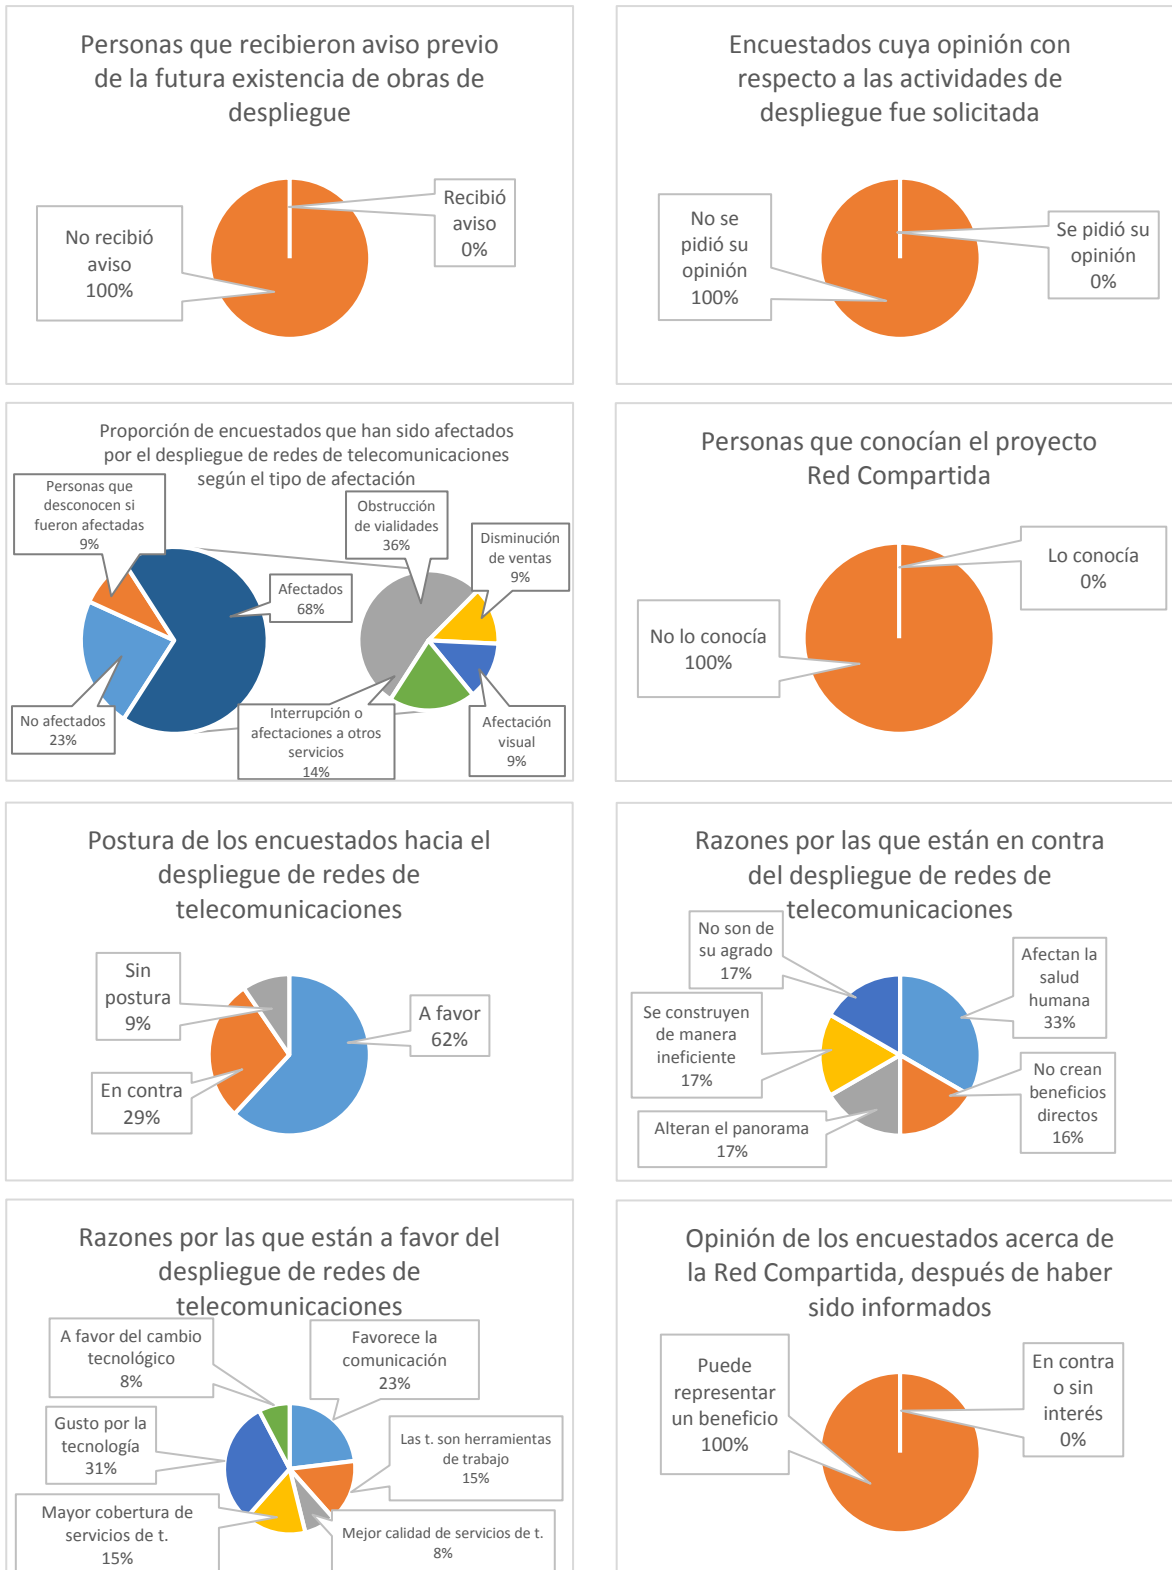 Personas que recibieron aviso previo
de la futura existencia de obras de
despliegue
No recibió
aviso
100%
Recibió
aviso
0%
Encuestados cuya opinión con
respecto a las actividades de
despliegue fue solicitada
No se
pidió su
opinión
100%
Se pidió su
opinión
0%
Proporción de encuestados que han sido afectados
por el despliegue de redes de telecomunicaciones
según el tipo de afectación
Personas que
desconocen si
fueron afectadas
9%
Afectados
68%
No afectados
23%
Obstrucción
de vialidades
36%
Disminución
de ventas
9%
Interrupción o
afectaciones a otros
servicios
14%
Afectación
visual
9%
Personas que conocían el proyecto
Red Compartida
Lo conocía
0%
No lo conocía
100%
Postura de los encuestados hacia el
despliegue de redes de
telecomunicaciones
Sin
postura
9%
A favor
62%
En contra
29%
Razones por las que están en contra
del despliegue de redes de
telecomunicaciones
No son de
su agrado
17%
Afectan la
salud
humana
33%
Se construyen
de manera
ineficiente
17%
No crean
beneficios
directos
16%
Alteran el panorama
17%
Razones por las que están a favor del
despliegue de redes de
telecomunicaciones
A favor del cambio
tecnológico
8%
Favorece la
comunicación
23%
Gusto por la
tecnología
31%
Las t. son herramientas
de trabajo
15%
Mayor cobertura de
servicios de t.
15%
Mejor calidad de servicios de t.
8%
Opinión de los encuestados acerca de
la Red Compartida, después de haber
sido informados
Puede
representar
un beneficio
100%
En contra
o sin
interés
0%